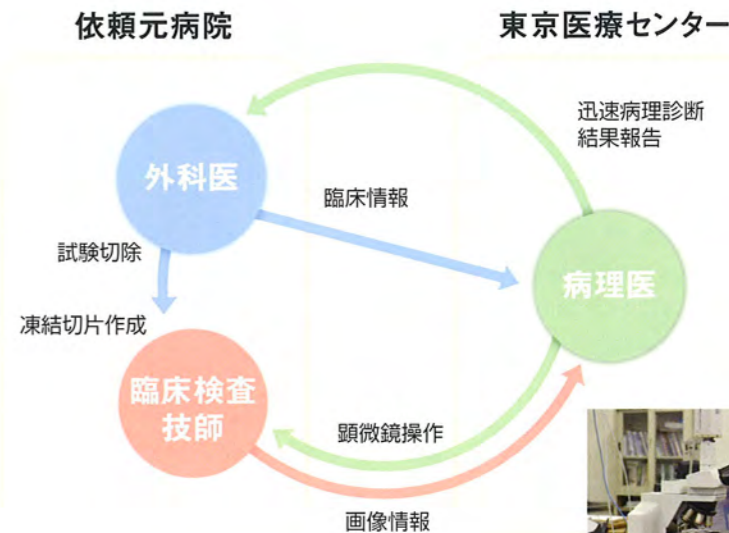 依頼元病院
東京医療センター
迅速病理診断
結果報告
外科医
臨床情報
試験切除
病理医
凍結切片作成
臨床検査
技師
顕微鏡操作
画像情報